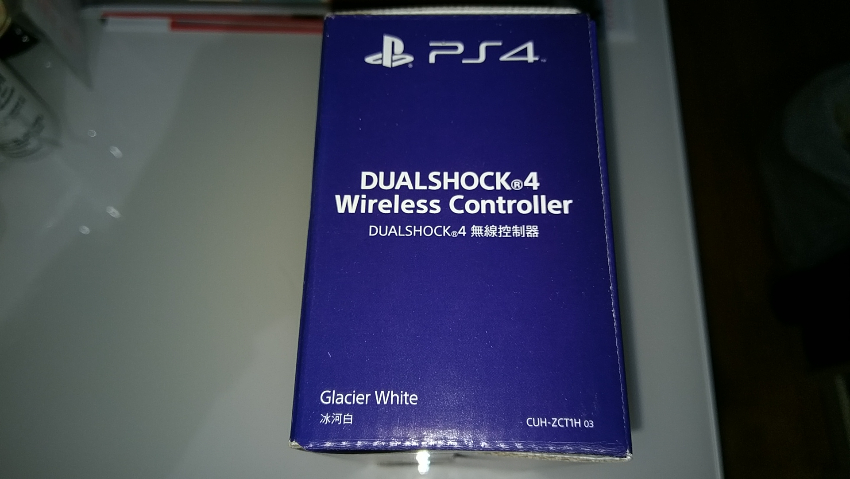 PS4
DUALSHOCK®4
Wireless Controller
DUALSHOCK®4 無線控制器
Glacier White
冰河白
CUH-ZCT1H 03